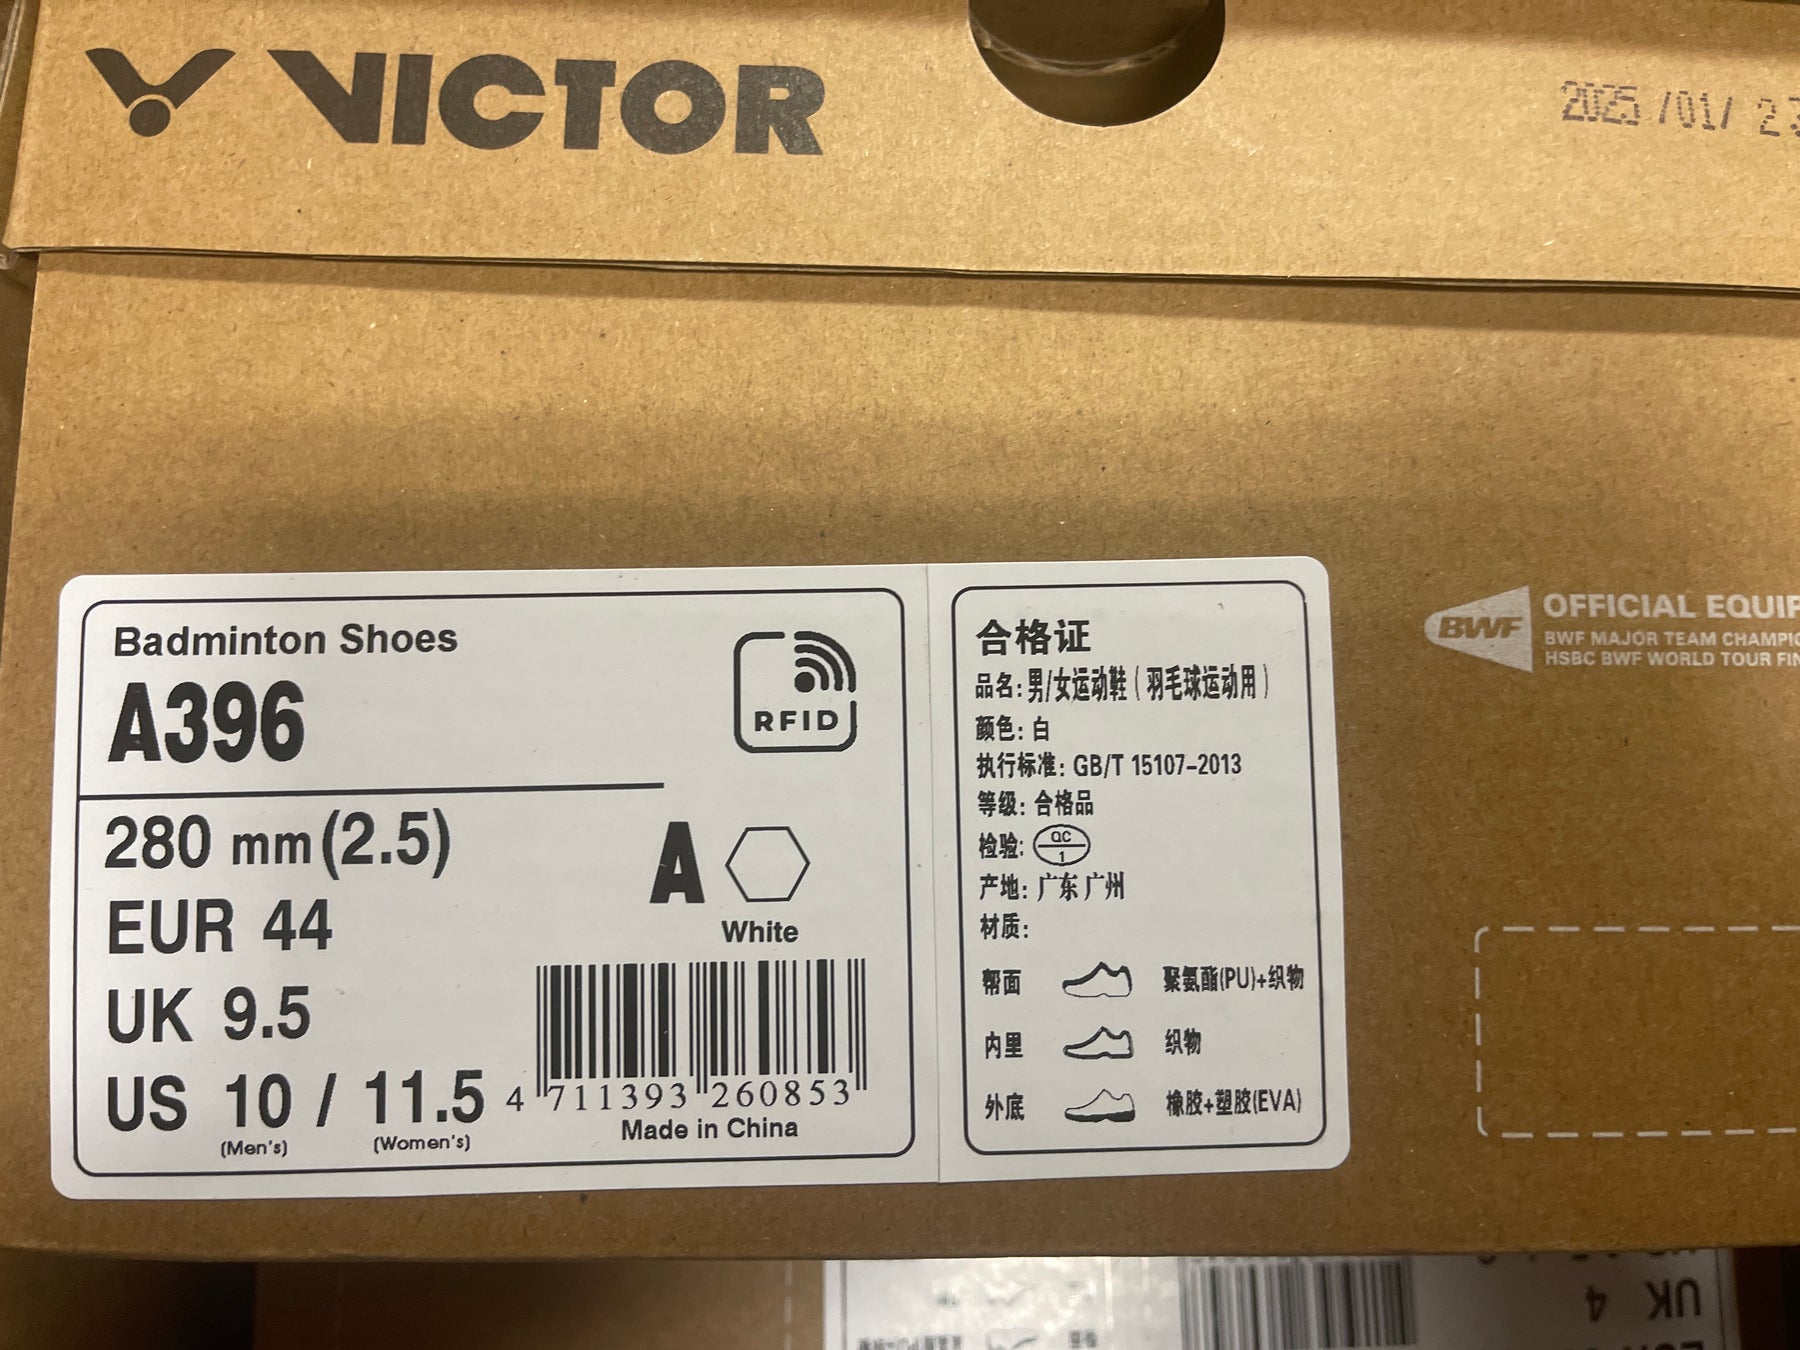 VICTOR
2025/01/23
Badminton Shoes
A396
RFID
280 mm (2.5)
EUR 44
UK 9.5
US 10 / 11.5
(Men's) (Women's)
A
White
4 711393 260853
Made in China
合格证
品名: 男/女运动鞋 ( 羽毛球运动用 )
颜色: 白
执行标准: GB/T 15107-2013
等级: 合格品
检验: QC 1
产地: 广东 广州
材质:
帮面 聚氨酯(PU)+织物
内里 织物
外底 橡胶+塑胶(EVA)
BWF
OFFICIAL EQUIP
BWF MAJOR TEAM CHAMPIO
HSBC BWF WORLD TOUR FIN
UK 4